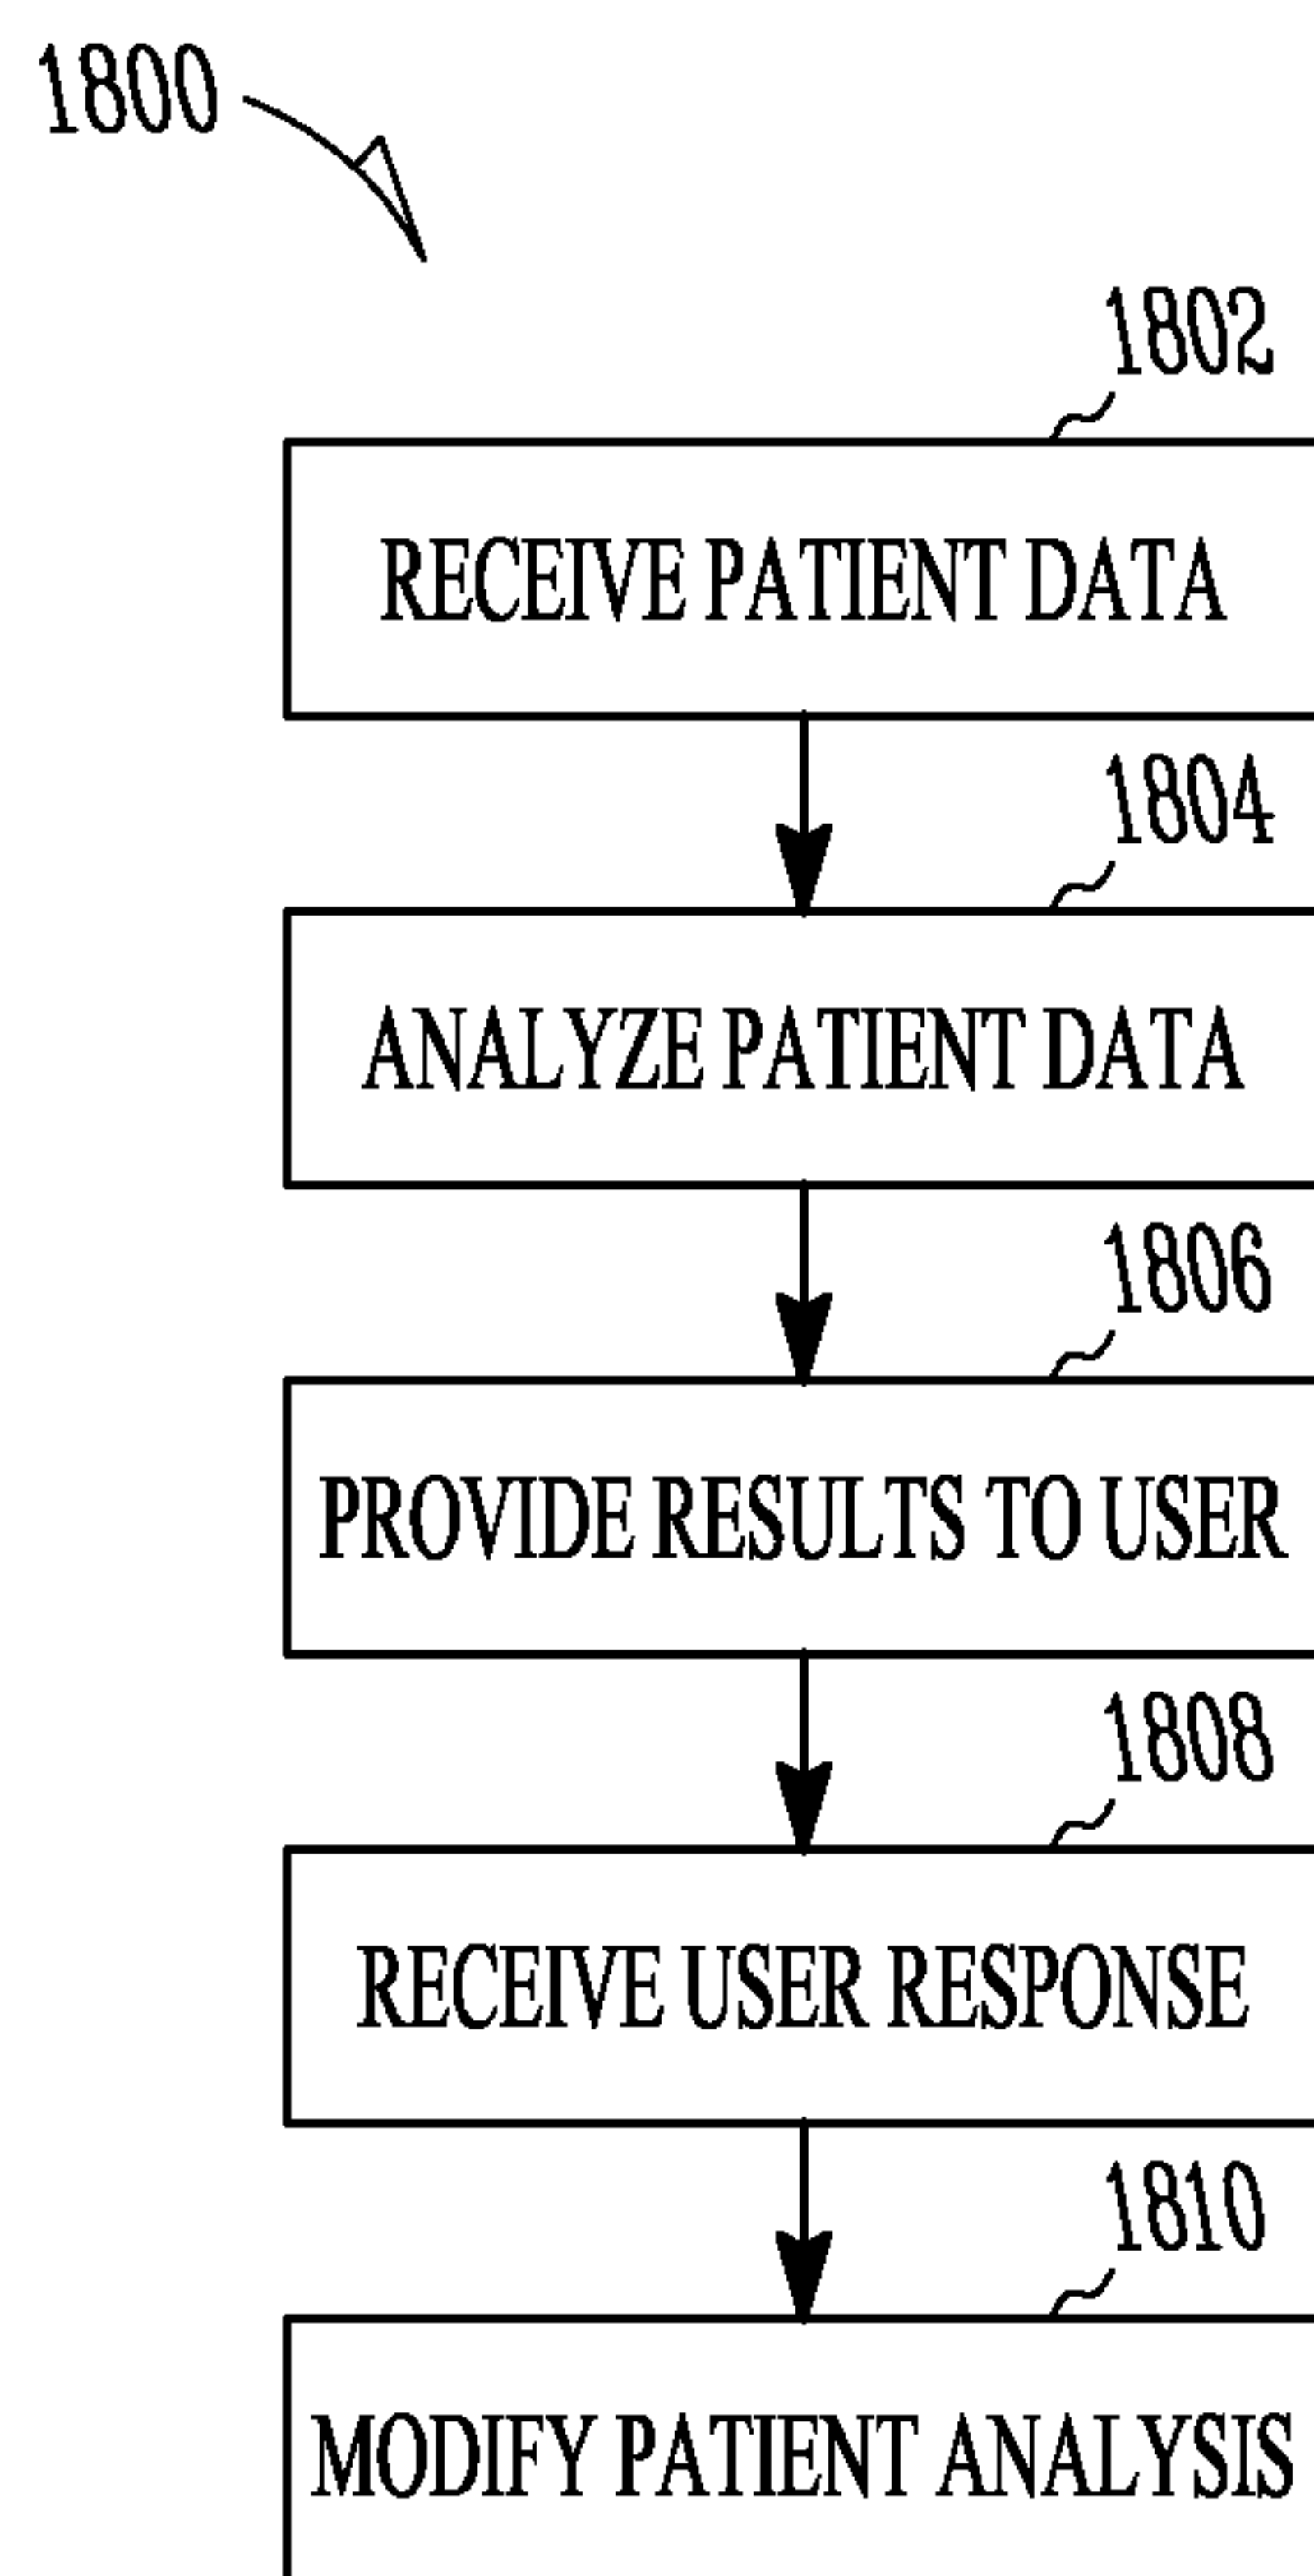 1800
1802
RECEIVE PATIENT DATA
1804
ANALYZE PATIENT DATA
1806
PROVIDE RESULTS TO USER
1808
RECEIVE USER RESPONSE
1810
MODIFY PATIENT ANALYSIS